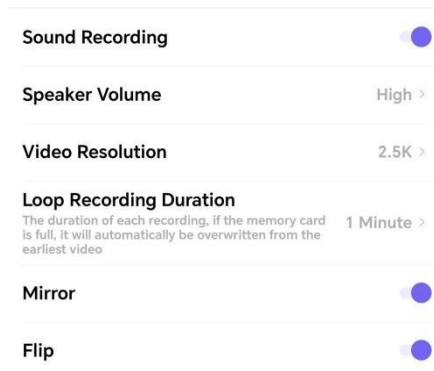 Sound Recording
Speaker Volume High >
Video Resolution 2.5K >
Loop Recording Duration
The duration of each recording, if the memory card
is full, it will automatically be overwritten from the
earliest video
1 Minute >
Mirror
Flip